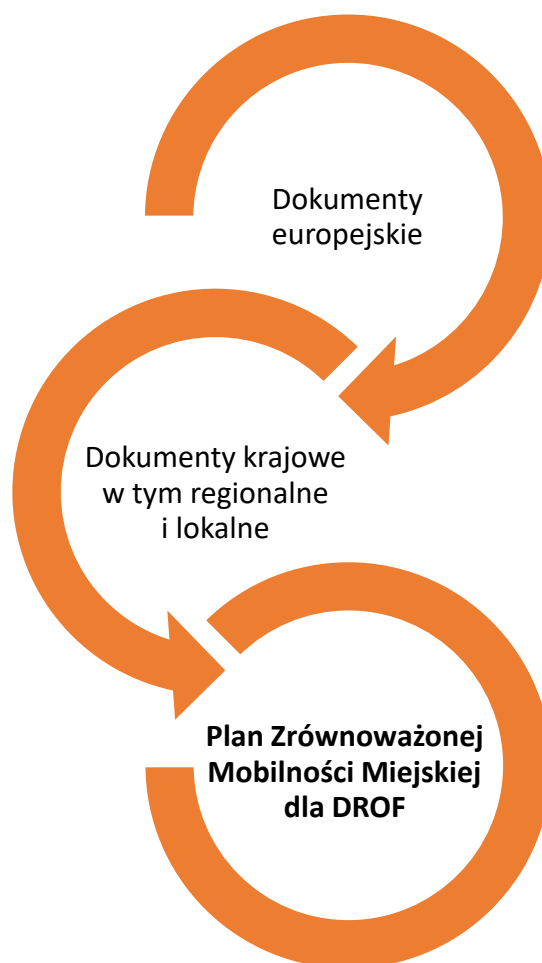 Dokumenty
europejskie
Dokumenty krajowe
w tym regionalne
i lokalne
Plan Zrównoważonej
Mobilności Miejskiej
dla DROF